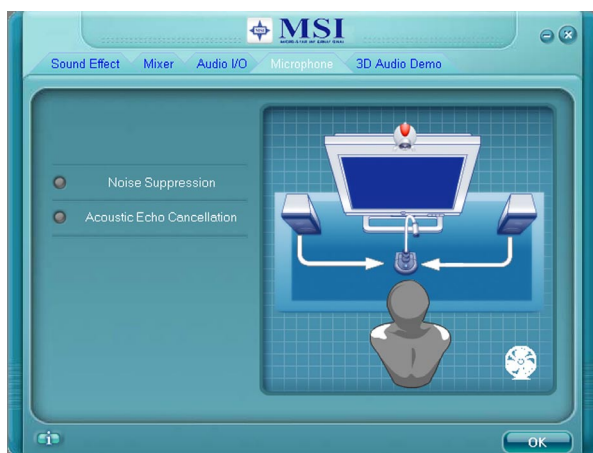 MSI
Sound Effect Mixer Audio I/O Microphone 3D Audio Demo
Noise Suppression
Acoustic Echo Cancellation
OK